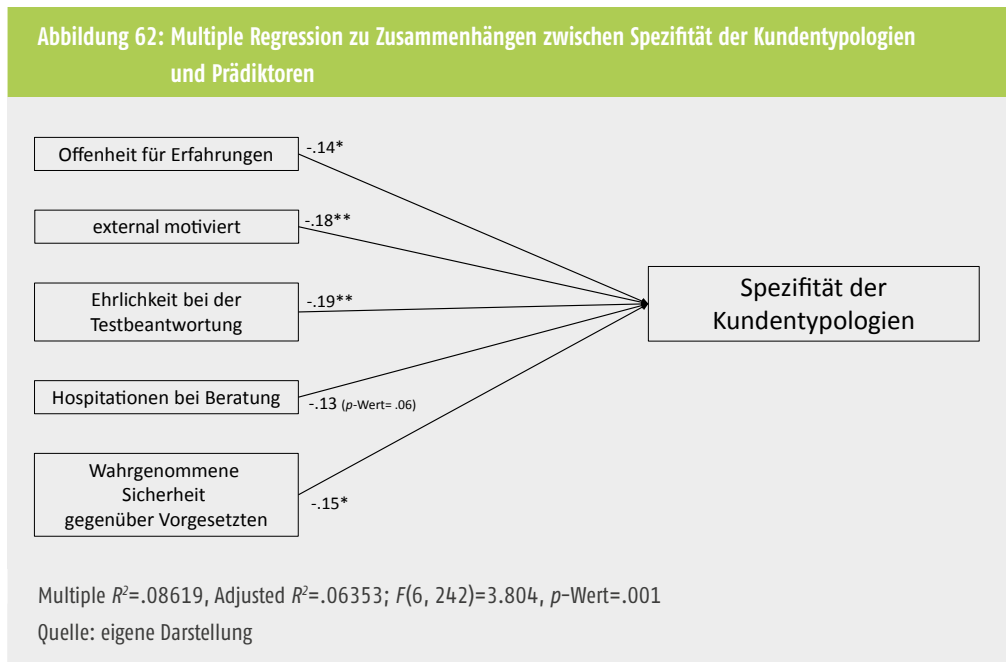 Abbildung 62: Multiple Regression zu Zusammenhängen zwischen Spezifität der Kundentypologien
und Prädiktoren
Offenheit für Erfahrungen
-.14*
external motiviert
-.18**
Ehrlichkeit bei der
Testbeantwortung
-.19**
Hospitationen bei Beratung
-.13 (p-Wert= .06)
Wahrgenommene
Sicherheit
gegenüber Vorgesetzten
-.15*
Spezifität der
Kundentypologien
Multiple R²=.08619, Adjusted R²=.06353; F(6, 242)=3.804, p-Wert=.001
Quelle: eigene Darstellung